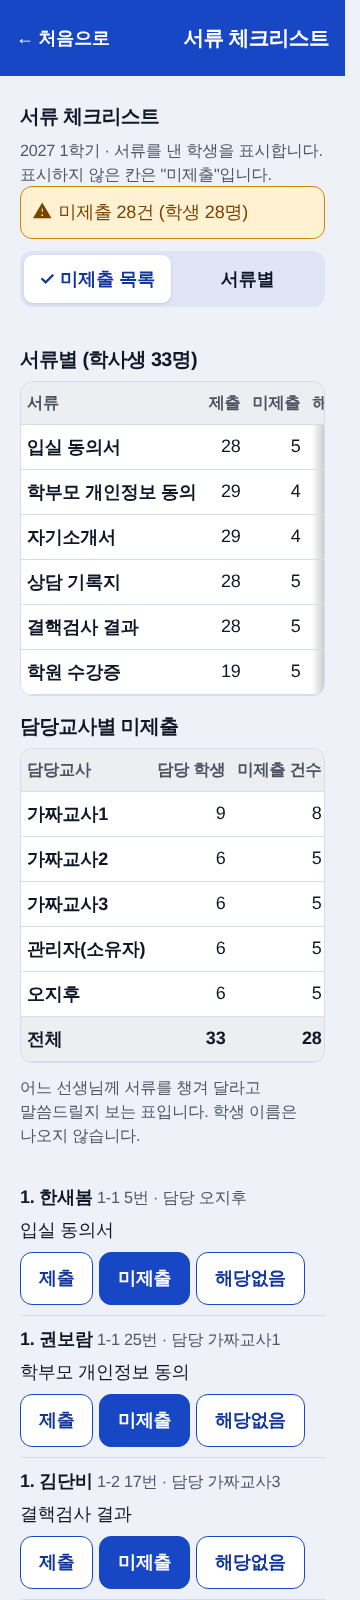 ← 처음으로
서류 체크리스트
서류 체크리스트
2027 1학기 · 서류를 낸 학생을 표시합니다.
표시하지 않은 칸은 "미제출"입니다.
미제출 28건 (학생 28명)
✓ 미제출 목록 서류별
서류별 (학사생 33명)
서류 제출 미제출
입실 동의서 28 5
학부모 개인정보 동의 29 4
자기소개서 29 4
상담 기록지 28 5
결핵검사 결과 28 5
학원 수강증 19 5
담당교사별 미제출
담당교사 담당 학생 미제출 건수
가짜교사1 9 8
가짜교사2 6 5
가짜교사3 6 5
관리자(소유자) 6 5
오지후 6 5
전체 33 28
어느 선생님께 서류를 챙겨 달라고
말씀드릴지 보는 표입니다. 학생 이름은
나오지 않습니다.
1. 한새봄 1-1 5번 · 담당 오지후
입실 동의서
제출 미제출 해당없음
1. 권보람 1-1 25번 · 담당 가짜교사1
학부모 개인정보 동의
제출 미제출 해당없음
1. 김단비 1-2 17번 · 담당 가짜교사3
결핵검사 결과
제출 미제출 해당없음